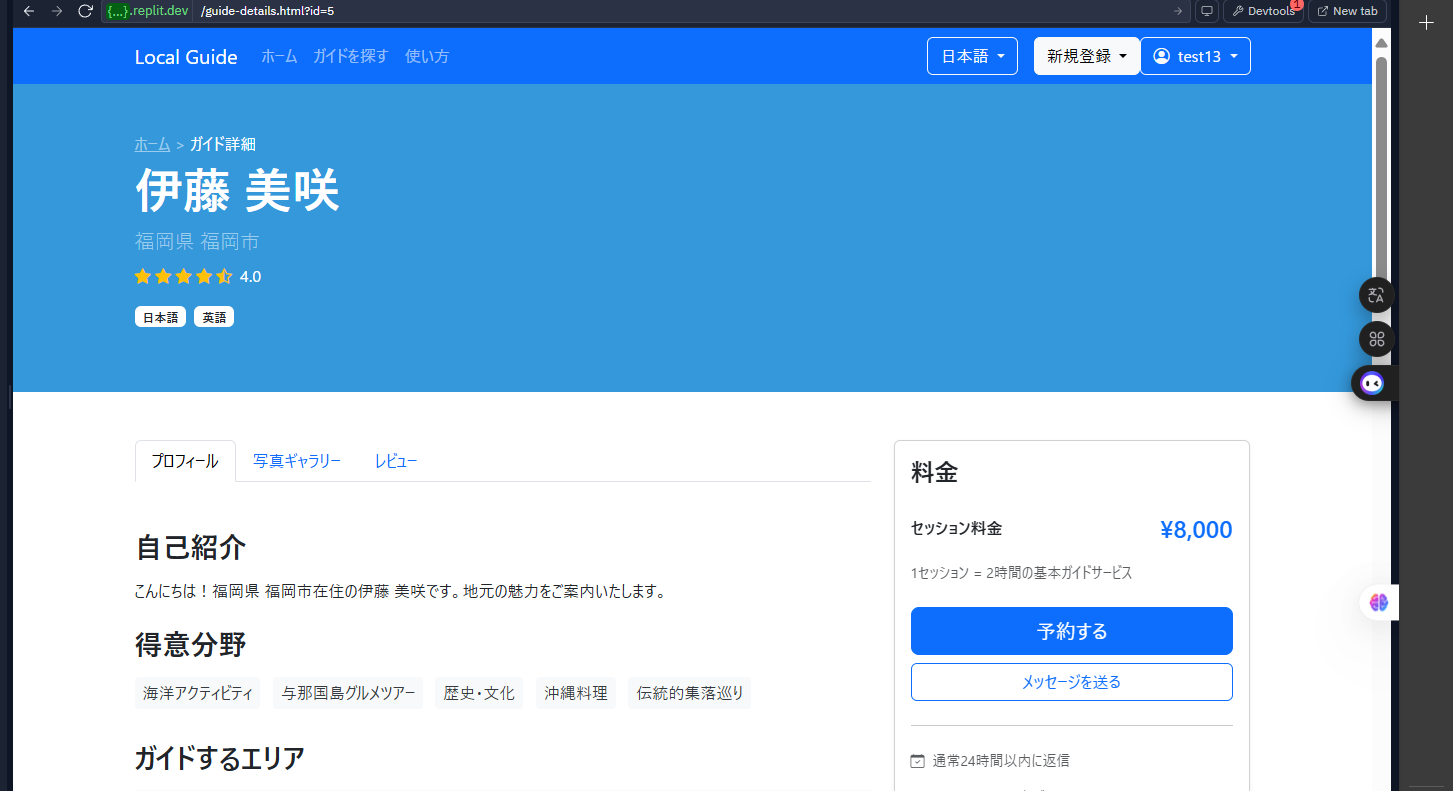 {...}.replit.dev /guide-details.html?id=5 Devtools 1 New tab
Local Guide ホーム ガイドを探す 使い方 日本語 新規登録 test13
ホーム > ガイド詳細
伊藤 美咲
福岡県 福岡市
4.0
日本語 英語
プロフィール 写真ギャラリー レビュー
自己紹介
こんにちは！福岡県 福岡市在住の伊藤 美咲です。地元の魅力をご案内いたします。
得意分野
海洋アクティビティ 与那国島グルメツアー 歴史・文化 沖縄料理 伝統的集落巡り
ガイドするエリア
料金
セッション料金 ¥8,000
1セッション = 2時間の基本ガイドサービス
予約する
メッセージを送る
通常24時間以内に返信